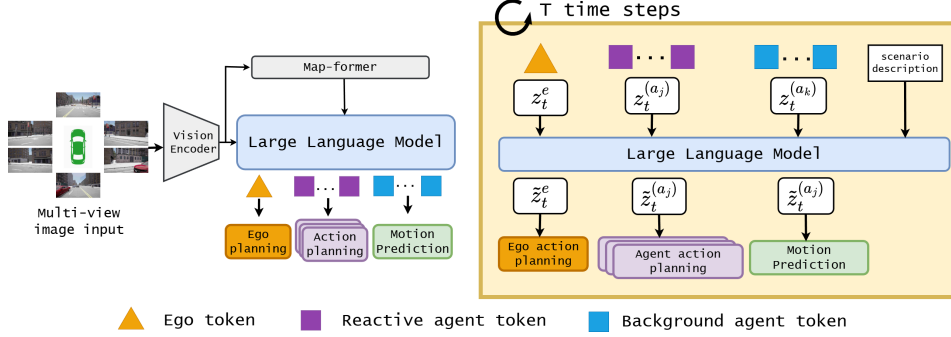 T time steps
Map-former
Vision
Encoder
Large Language Model
Multi-view
image input
Ego
planning
Action
planning
Motion
Prediction
scenario
description
z_t^e
z_t^{(a_j)}
z_t^{(a_k)}
Large Language Model
z̃_t^e
z̃_t^{(a_j)}
z̃_t^{(a_j)}
Ego action
planning
Agent action
planning
Motion
Prediction
Ego token
Reactive agent token
Background agent token